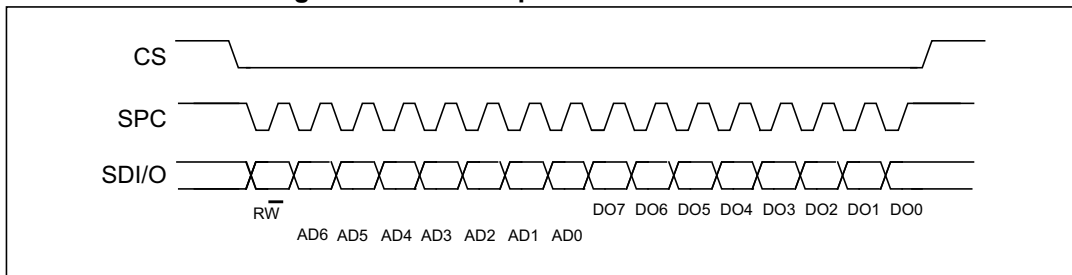 CS
SPC
SDI/O
RW
DO7 DO6 DO5 DO4 DO3 DO2 DO1 DO0
AD6 AD5 AD4 AD3 AD2 AD1 AD0